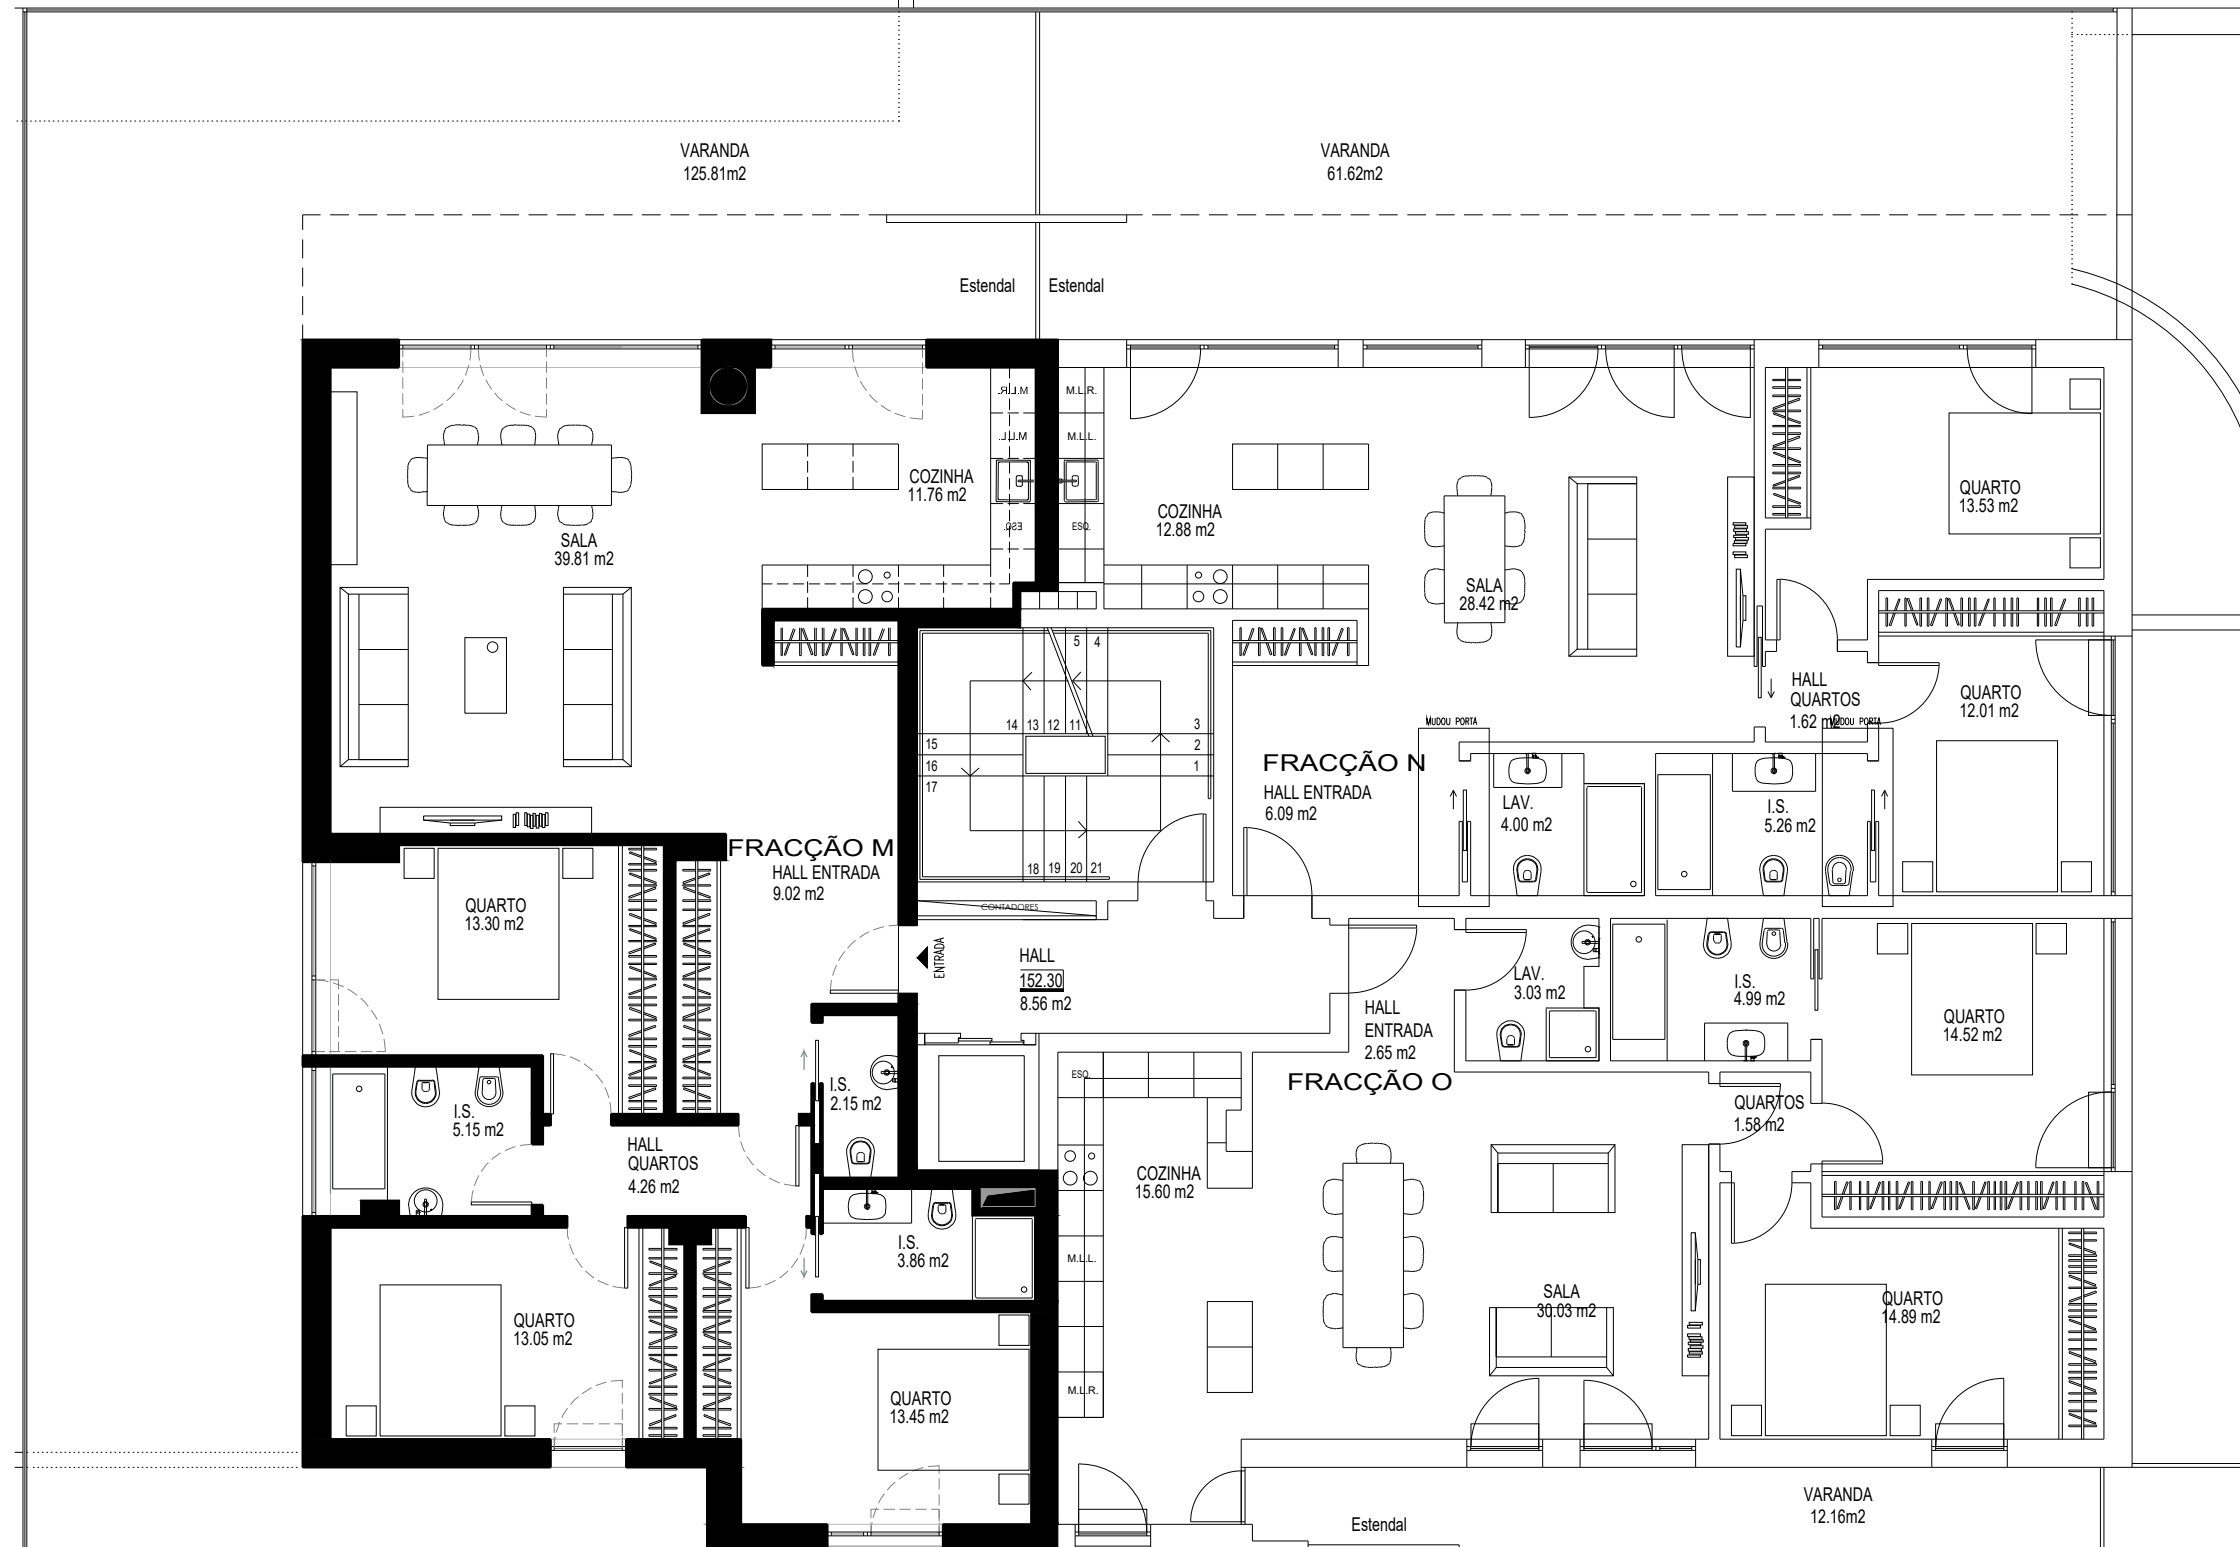 VARANDA
125.81m2
VARANDA
61.62m2
Estendal
Estendal
M.L.R.
M.L.L.
ESQ.
COZINHA
11.76 m2
SALA
39.81 m2
M.L.R.
M.L.L.
ESQ.
COZINHA
12.88 m2
SALA
28.42 m2
QUARTO
13.53 m2
HALL
QUARTOS
1.62 m2
MUDOU PORTA
MUDOU PORTA
QUARTO
12.01 m2
5 4
14 13 12 11
3
2
1
15
16
17
18 19 20 21
FRACÇÃO N
HALL ENTRADA
6.09 m2
LAV.
4.00 m2
I.S.
5.26 m2
FRACÇÃO M
HALL ENTRADA
9.02 m2
QUARTO
13.30 m2
CONTADORES
ENTRADA
HALL
152.30
8.56 m2
HALL
ENTRADA
2.65 m2
FRACÇÃO O
LAV.
3.03 m2
I.S.
4.99 m2
QUARTO
14.52 m2
I.S.
5.15 m2
I.S.
2.15 m2
HALL
QUARTOS
4.26 m2
I.S.
3.86 m2
ESQ.
COZINHA
15.60 m2
M.L.L.
M.L.R.
QUARTOS
1.58 m2
SALA
30.03 m2
QUARTO
14.89 m2
QUARTO
13.05 m2
QUARTO
13.45 m2
Estendal
VARANDA
12.16m2